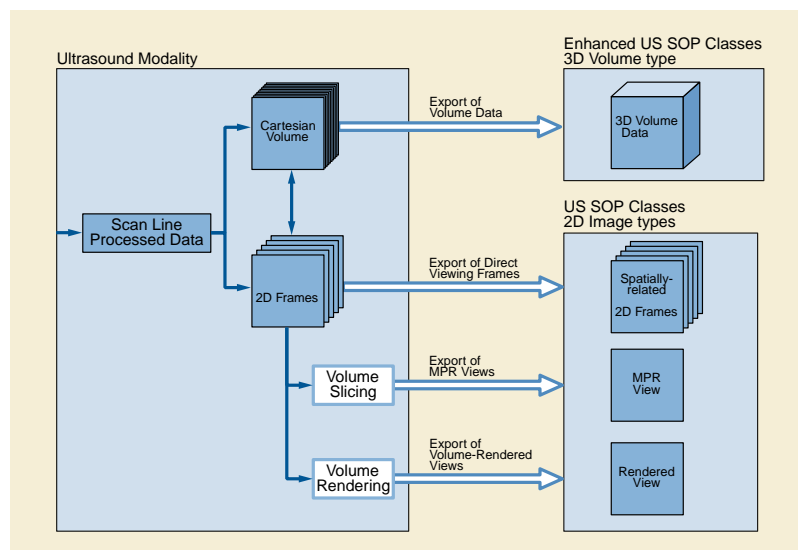 Ultrasound Modality
Enhanced US SOP Classes
3D Volume type
Cartesian
Volume
Export of
Volume Data
3D Volume
Data
Scan Line
Processed Data
US SOP Classes
2D Image types
2D Frames
Export of Direct
Viewing Frames
Spatially-
related
2D Frames
Volume
Slicing
Export of
MPR Views
MPR
View
Volume
Rendering
Export of
Volume-Rendered
Views
Rendered
View